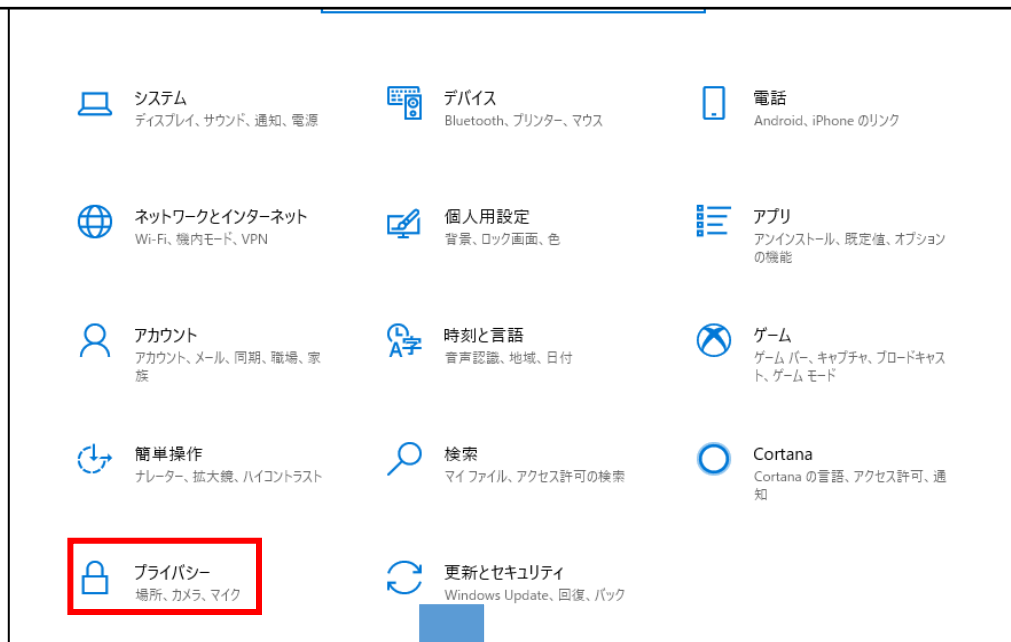 システム
ディスプレイ、サウンド、通知、電源
デバイス
Bluetooth、プリンター、マウス
電話
Android、iPhone のリンク
ネットワークとインターネット
Wi-Fi、機内モード、VPN
個人用設定
背景、ロック画面、色
アプリ
アンインストール、既定値、オプション
の機能
アカウント
アカウント、メール、同期、職場、家
族
時刻と言語
音声認識、地域、日付
ゲーム
ゲーム バー、キャプチャ、ブロードキャス
ト、ゲーム モード
簡単操作
ナレーター、拡大鏡、ハイコントラスト
検索
マイ ファイル、アクセス許可の検索
Cortana
Cortana の言語、アクセス許可、通
知
プライバシー
場所、カメラ、マイク
更新とセキュリティ
Windows Update、回復、バック